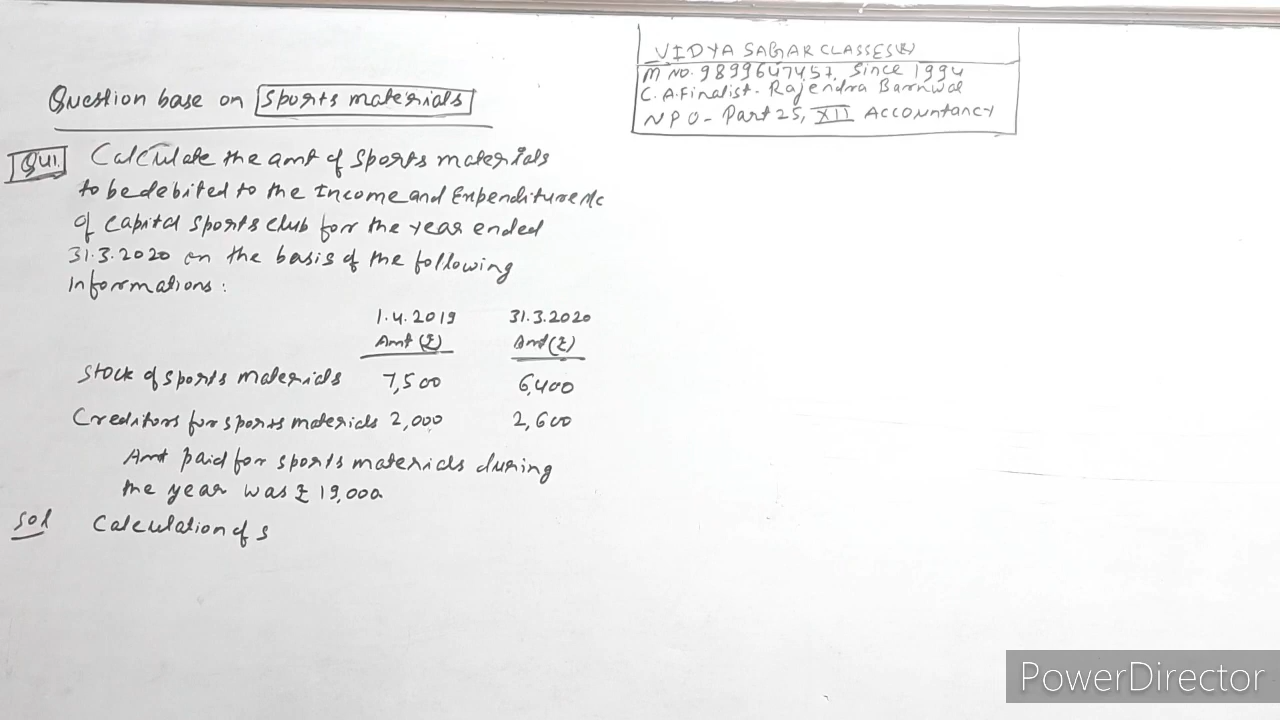 VIDYA SAGAR CLASSES
M NO. 9899647457, Since 1994
C.A. Finalist- Rajendra Barnwal
NPO- Part 25, XII Accountancy
Question base on Sports materials
Qu1. Calculate the amt of Sports materials
to be debited to the Income and Expenditure A/c
of Capital Sports club for the year ended
31.3.2020 on the basis of the following
Informations:
1.4.2019 31.3.2020
Amt (₹) Amt (₹)
Stock of sports materials 7,500 6,400
Creditors for sports materials 2,000 2,600
Amt paid for sports materials during
the year was ₹ 19,000
Sol Calculation of s
PowerDirector